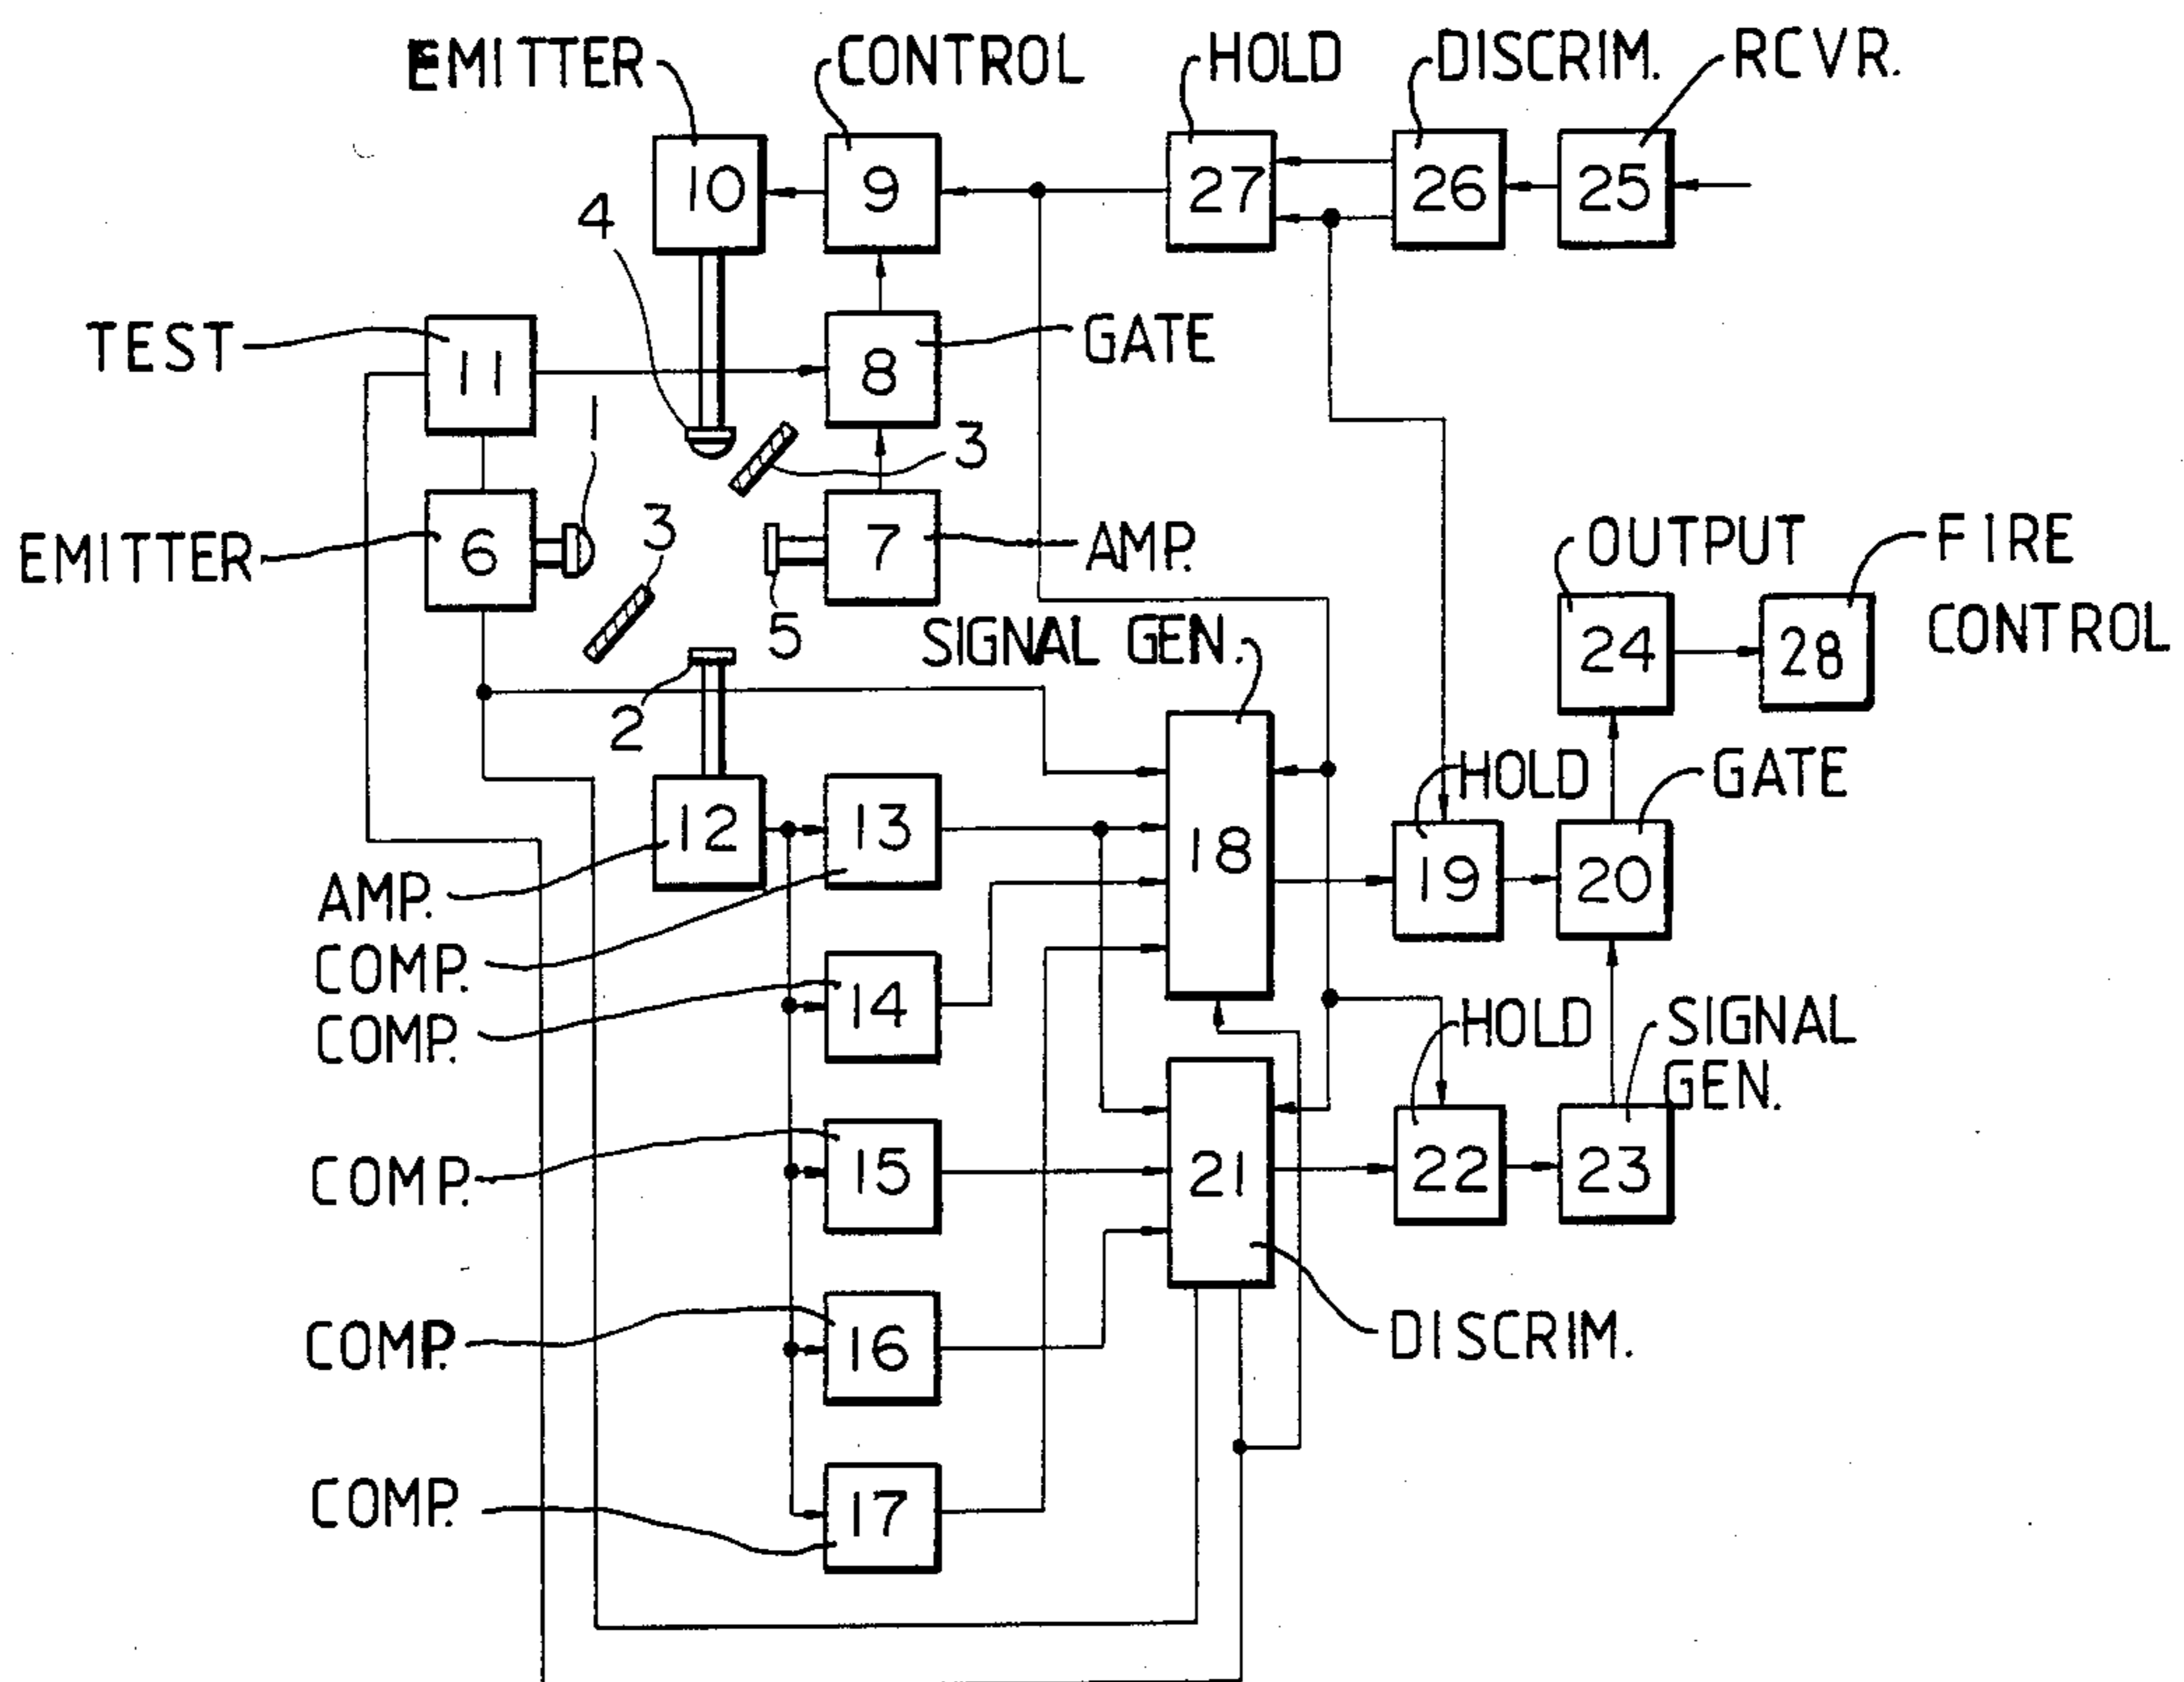 EMITTER
CONTROL
HOLD
DISCRIM.
RCVR.
10
9
27
26
25
4
TEST
11
8
GATE
1
3
EMITTER
6
3
7
AMP.
5
OUTPUT
FIRE
CONTROL
SIGNAL GEN.
24
28
2
HOLD
GATE
12
13
18
19
20
AMP.
COMP.
COMP.
14
HOLD
SIGNAL
GEN.
COMP.
15
21
22
23
COMP.
16
DISCRIM.
COMP.
17